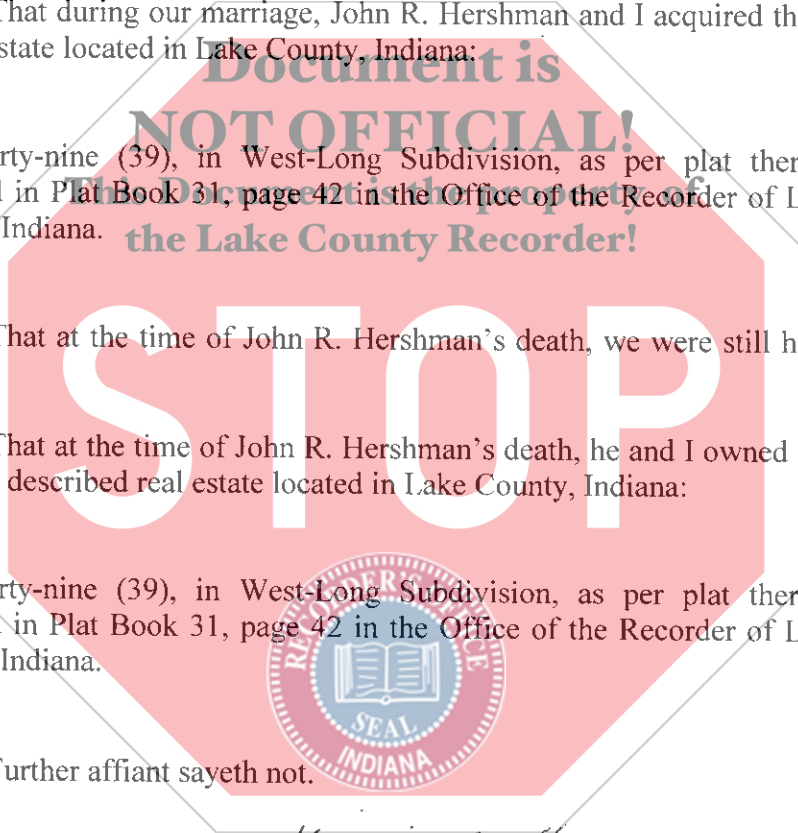 That during our marriage, John R. Hershman and I acquired th
state located in Lake County, Indiana:
Document is
NOT OFFICIAL!
rty-nine (39), in West-Long Subdivision, as per plat ther
in Plat Book 31, page 42 in the Office of the Recorder of L
This Document is the property of
Indiana.
the Lake County Recorder!
That at the time of John R. Hershman's death, we were still h
STOP
That at the time of John R. Hershman's death, he and I owned
described real estate located in Lake County, Indiana:
rty-nine (39), in West-Long Subdivision, as per plat ther
in Plat Book 31, page 42 in the Office of the Recorder of L
Indiana.
RECORDER'S OFFICE
SEAL
INDIANA
Further affiant sayeth not.